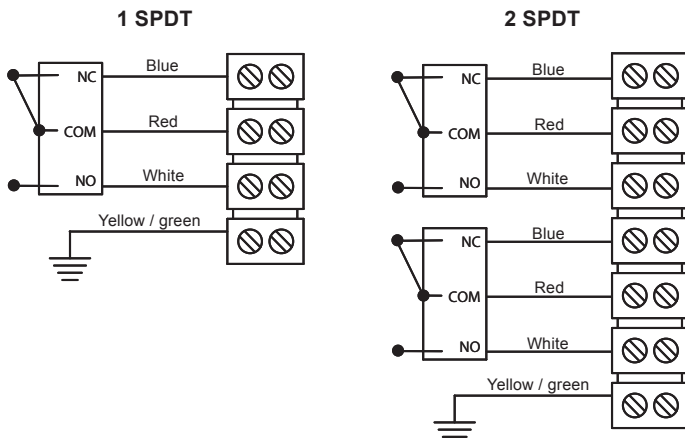 1 SPDT
NC
Blue
COM
Red
NO
White
Yellow / green
2 SPDT
NC
Blue
COM
Red
NO
White
NC
Blue
COM
Red
NO
White
Yellow / green